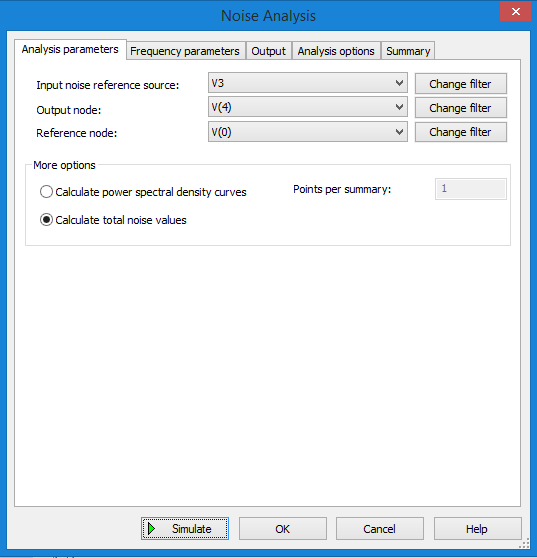 Noise Analysis
Analysis parameters Frequency parameters Output Analysis options Summary
Input noise reference source: V3 Change filter
Output node: V(4) Change filter
Reference node: V(0) Change filter
More options
Calculate power spectral density curves Points per summary: 1
Calculate total noise values
Simulate OK Cancel Help